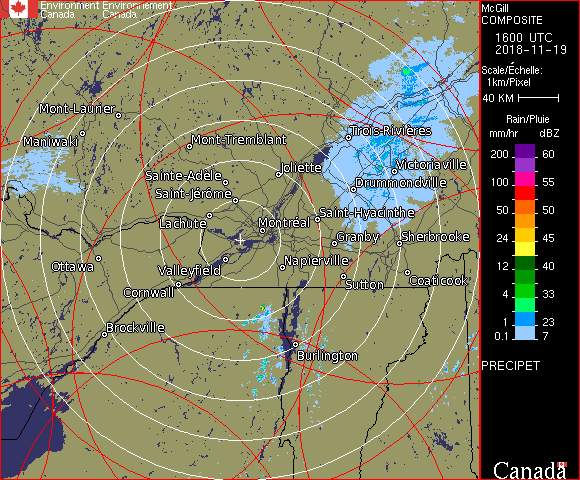 Environment Environnement
Canada Canada
McGill
COMPOSITE
1600 UTC
2018-11-19
Scale/Échelle:
1km/Pixel
40 KM
Rain/Pluie
mm/hr dBZ
200 60
150 57
100 55
50 50
24 45
12 40
4 33
1 23
0.1 7
PRECIPET
Mont-Laurier
Maniwaki
Mont-Tremblant
Trois-Rivières
Joliette
Victoriaville
Sainte-Adèle
Drummondville
Saint-Jérôme
Saint-Hyacinthe
Lachute
Montréal
Granby
Sherbrooke
Ottawa
Valleyfield
Napierville
Sutton
Coaticook
Cornwall
Brockville
Burlington
Canada